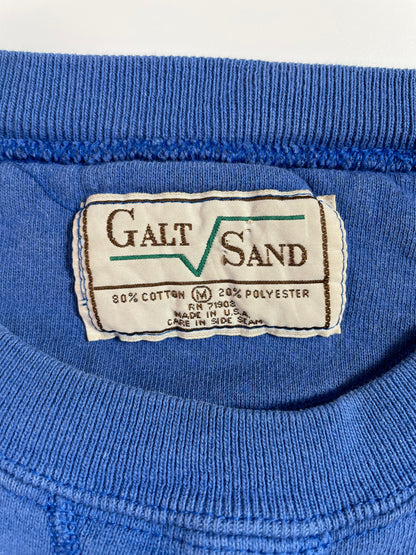 GALT SAND
80% COTTON M 20% POLYESTER
RN 71903
MADE IN U.S.A.
CARE IN SIDE SEAM